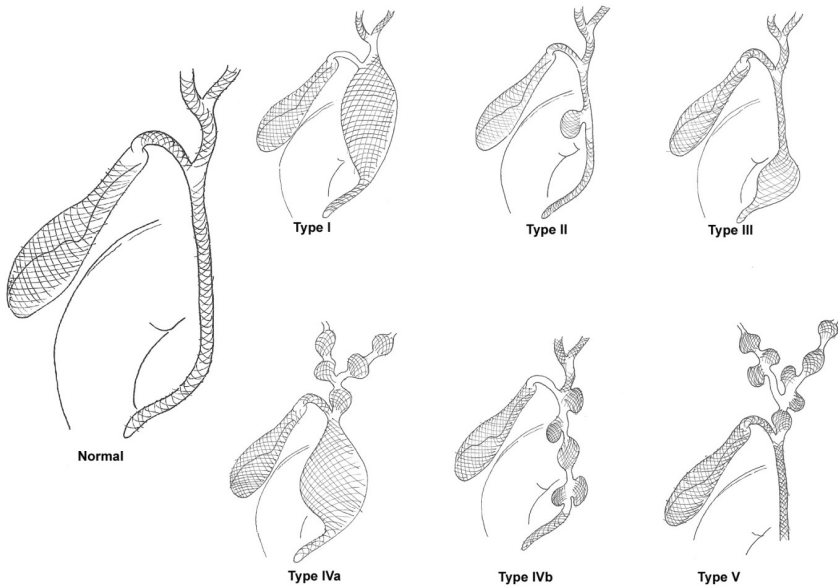 Type I
Type II
Type III
Normal
Type IVa
Type IVb
Type V